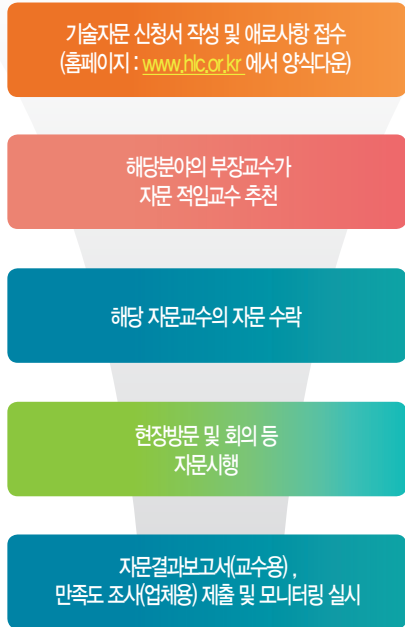 기술자문 신청서 작성 및 애로사항 접수
(홈페이지 : www.hlc.or.kr 에서 양식다운)
해당분야의 부장교수가
자문 적임교수 추천
해당 자문교수의 자문 수락
현장방문 및 회의 등
자문시행
자문결과보고서(교수용) ,
만족도 조사(업체용) 제출 및 모니터링 실시